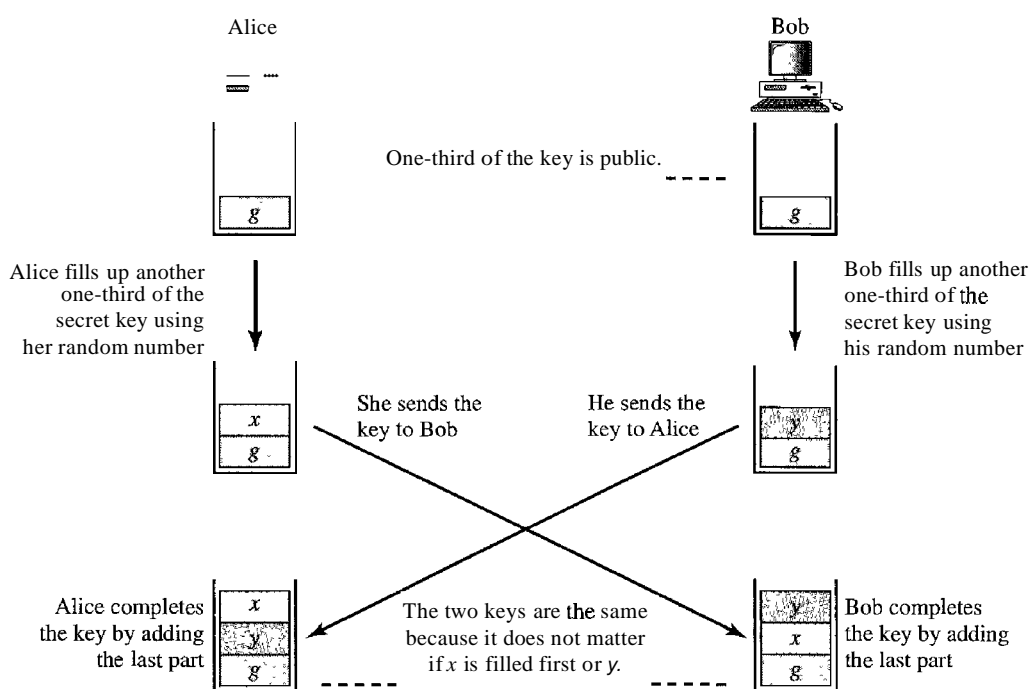 Alice
Bob
One-third of the key is public.
g
g
Alice fills up another
one-third of the
secret key using
her random number
Bob fills up another
one-third of the
secret key using
his random number
x
g
She sends the
key to Bob
He sends the
key to Alice
y
g
Alice completes
the key by adding
the last part
x
y
g
The two keys are the same
because it does not matter
if x is filled first or y.
y
x
g
Bob completes
the key by adding
the last part